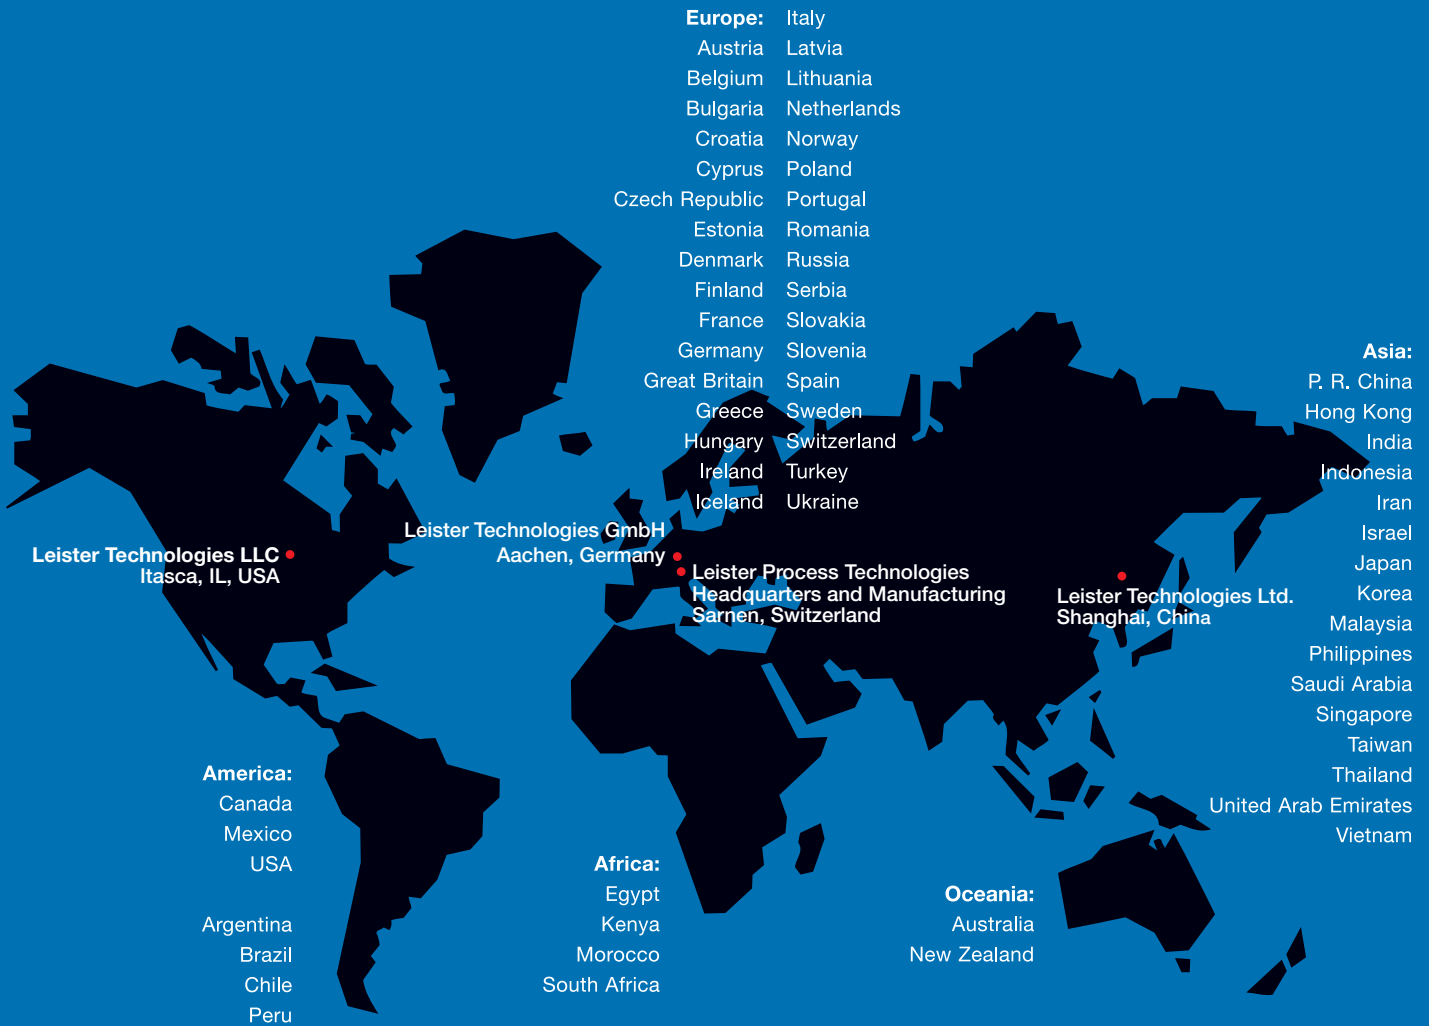 Europe:
Austria
Belgium
Bulgaria
Croatia
Cyprus
Czech Republic
Estonia
Denmark
Finland
France
Germany
Great Britain
Greece
Hungary
Ireland
Iceland
Italy
Latvia
Lithuania
Netherlands
Norway
Poland
Portugal
Romania
Russia
Serbia
Slovakia
Slovenia
Spain
Sweden
Switzerland
Turkey
Ukraine
Asia:
P. R. China
Hong Kong
India
Indonesia
Iran
Israel
Japan
Korea
Malaysia
Philippines
Saudi Arabia
Singapore
Taiwan
Thailand
United Arab Emirates
Vietnam
Leister Technologies LLC
Itasca, IL, USA
Leister Technologies GmbH
Aachen, Germany
Leister Process Technologies
Headquarters and Manufacturing
Sarnen, Switzerland
Leister Technologies Ltd.
Shanghai, China
America:
Canada
Mexico
USA
Argentina
Brazil
Chile
Peru
Africa:
Egypt
Kenya
Morocco
South Africa
Oceania:
Australia
New Zealand